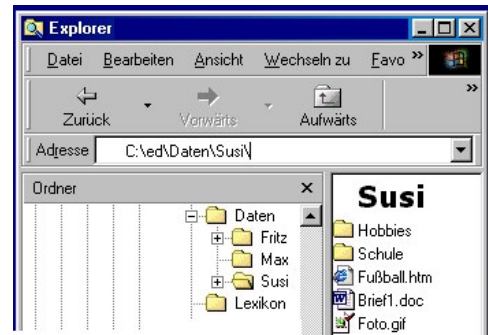 Explorer
Datei Bearbeiten Ansicht Wechseln zu Favo »
Zurück Vorwärts Aufwärts »
Adresse C:\ed\Daten\Susi\
Ordner
Daten
Fritz
Max
Susi
Lexikon
Susi
Hobbies
Schule
Fußball.htm
Brief1.doc
Foto.gif